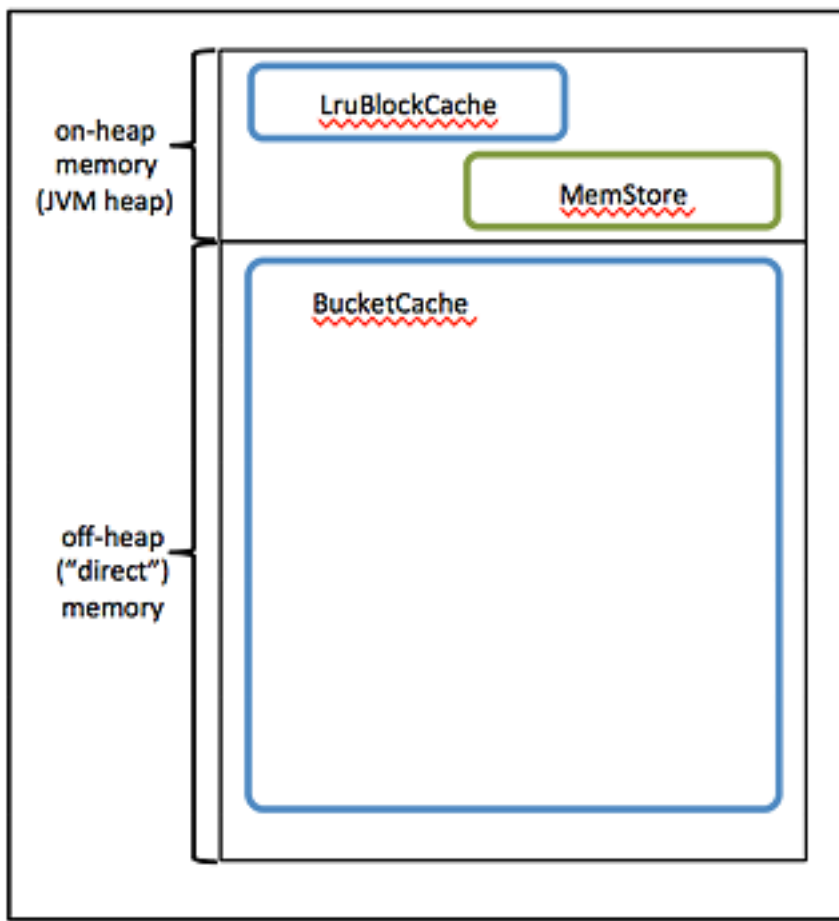 LruBlockCache
on-heap
memory
(JVM heap)
MemStore
BucketCache
off-heap
(“direct”)
memory